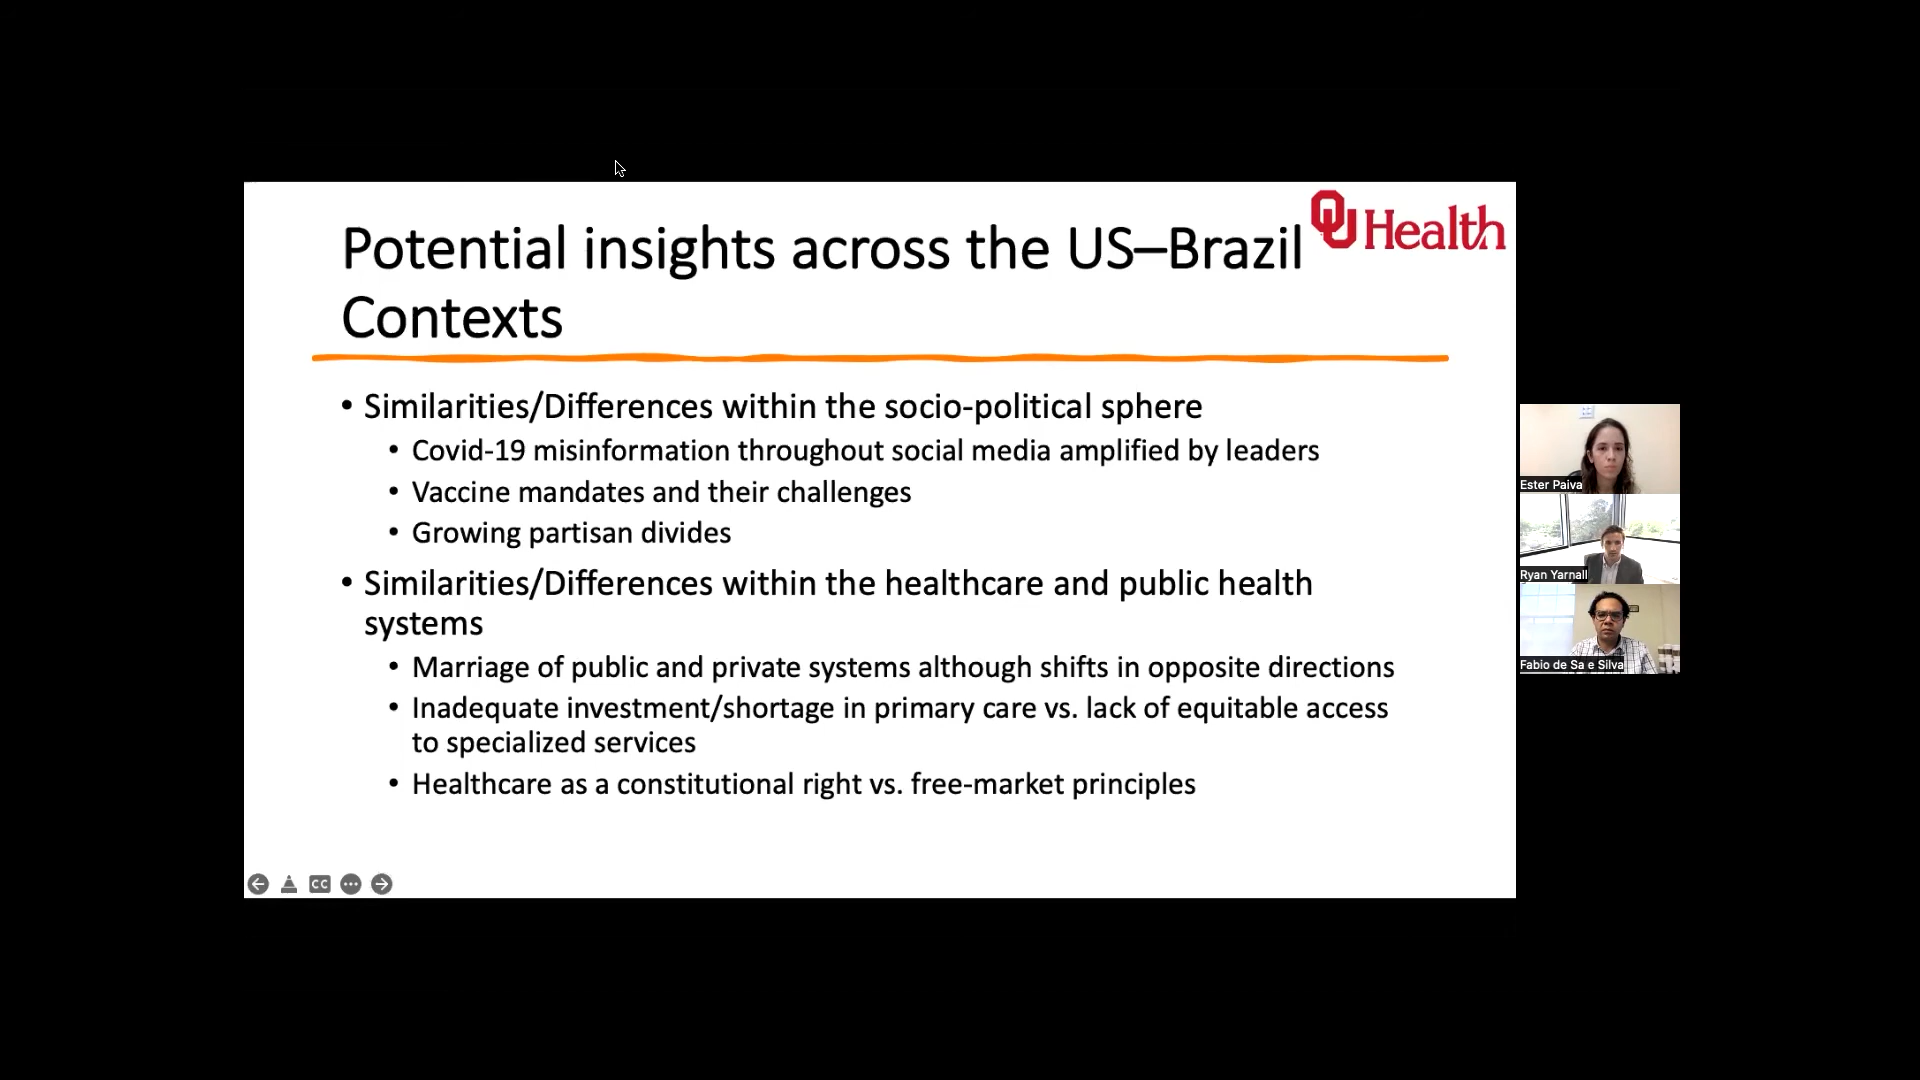 OU Health
Potential insights across the US–Brazil
Contexts
• Similarities/Differences within the socio-political sphere
• Covid-19 misinformation throughout social media amplified by leaders
• Vaccine mandates and their challenges
• Growing partisan divides
• Similarities/Differences within the healthcare and public health
systems
• Marriage of public and private systems although shifts in opposite directions
• Inadequate investment/shortage in primary care vs. lack of equitable access
to specialized services
• Healthcare as a constitutional right vs. free-market principles
CC
Ester Paiva
Ryan Yarnall
Fabio de Sa e Silva